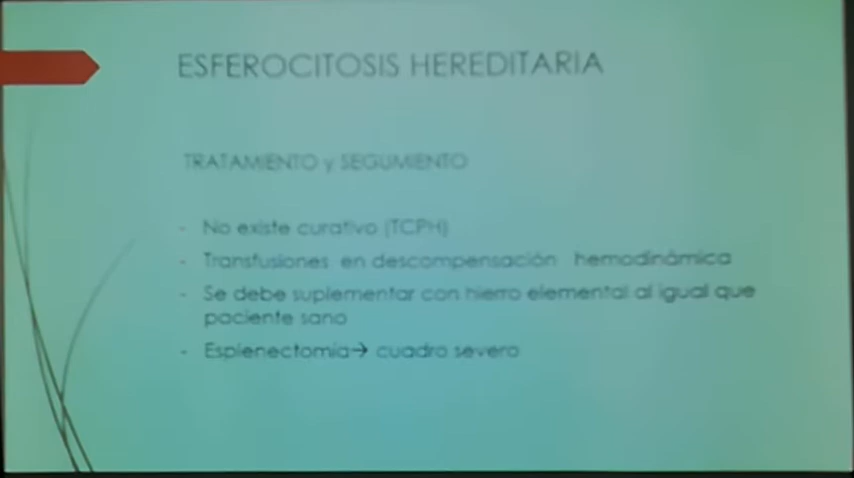 ESFEROCITOSIS HEREDITARIA
TRATAMIENTO y SEGUMIENTO
- No existe curativo (TCPH)
- Transfusiones en descompensación hemodinámica
- Se debe suplementar con hierro elemental al igual que
paciente sano
- Esplenectomía→ cuadro severo